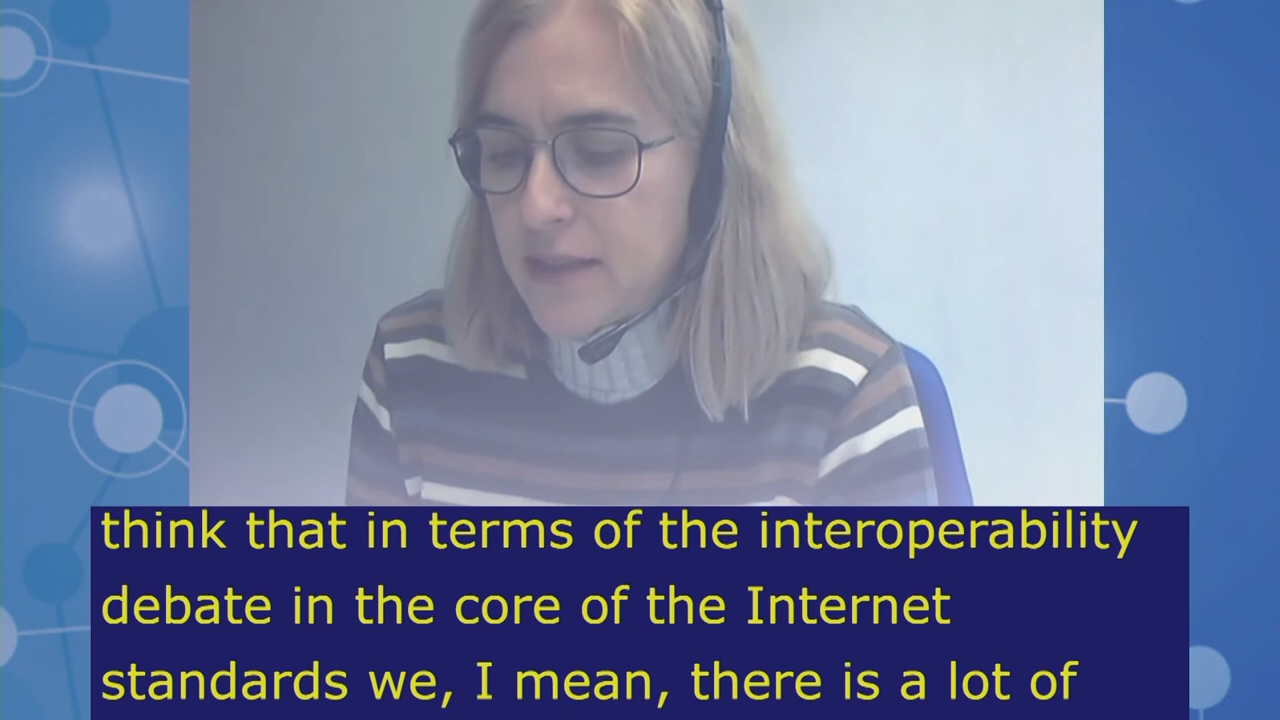 think that in terms of the interoperability
debate in the core of the Internet
standards we, I mean, there is a lot of